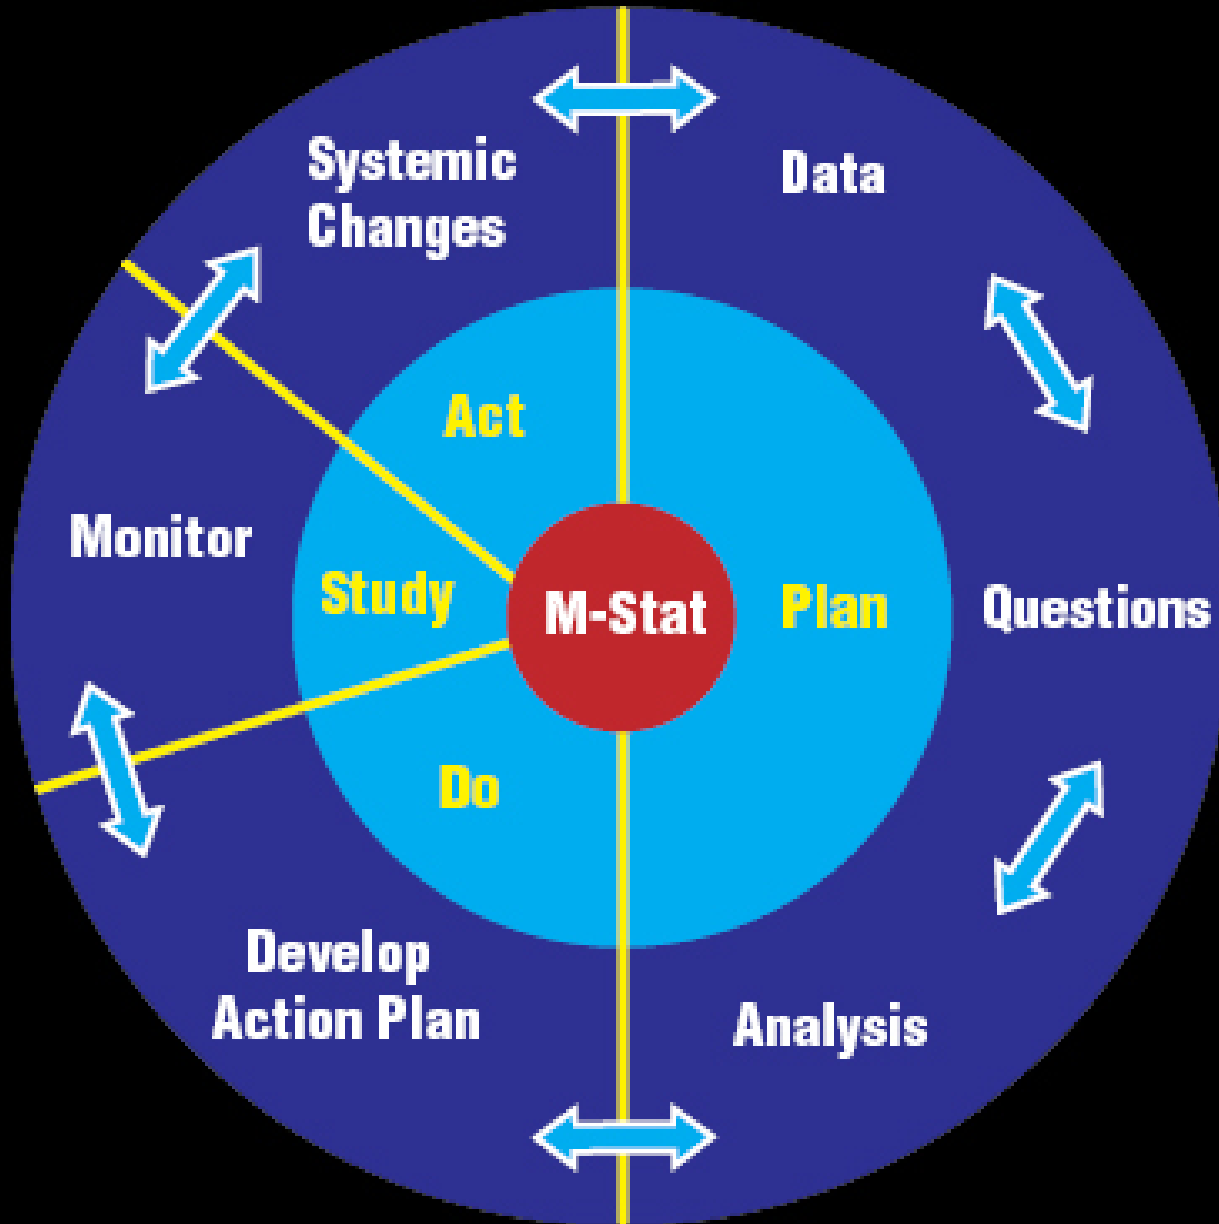 Systemic
Changes
Data
Act
Monitor
Study
M-Stat
Plan
Questions
Do
Develop
Action Plan
Analysis